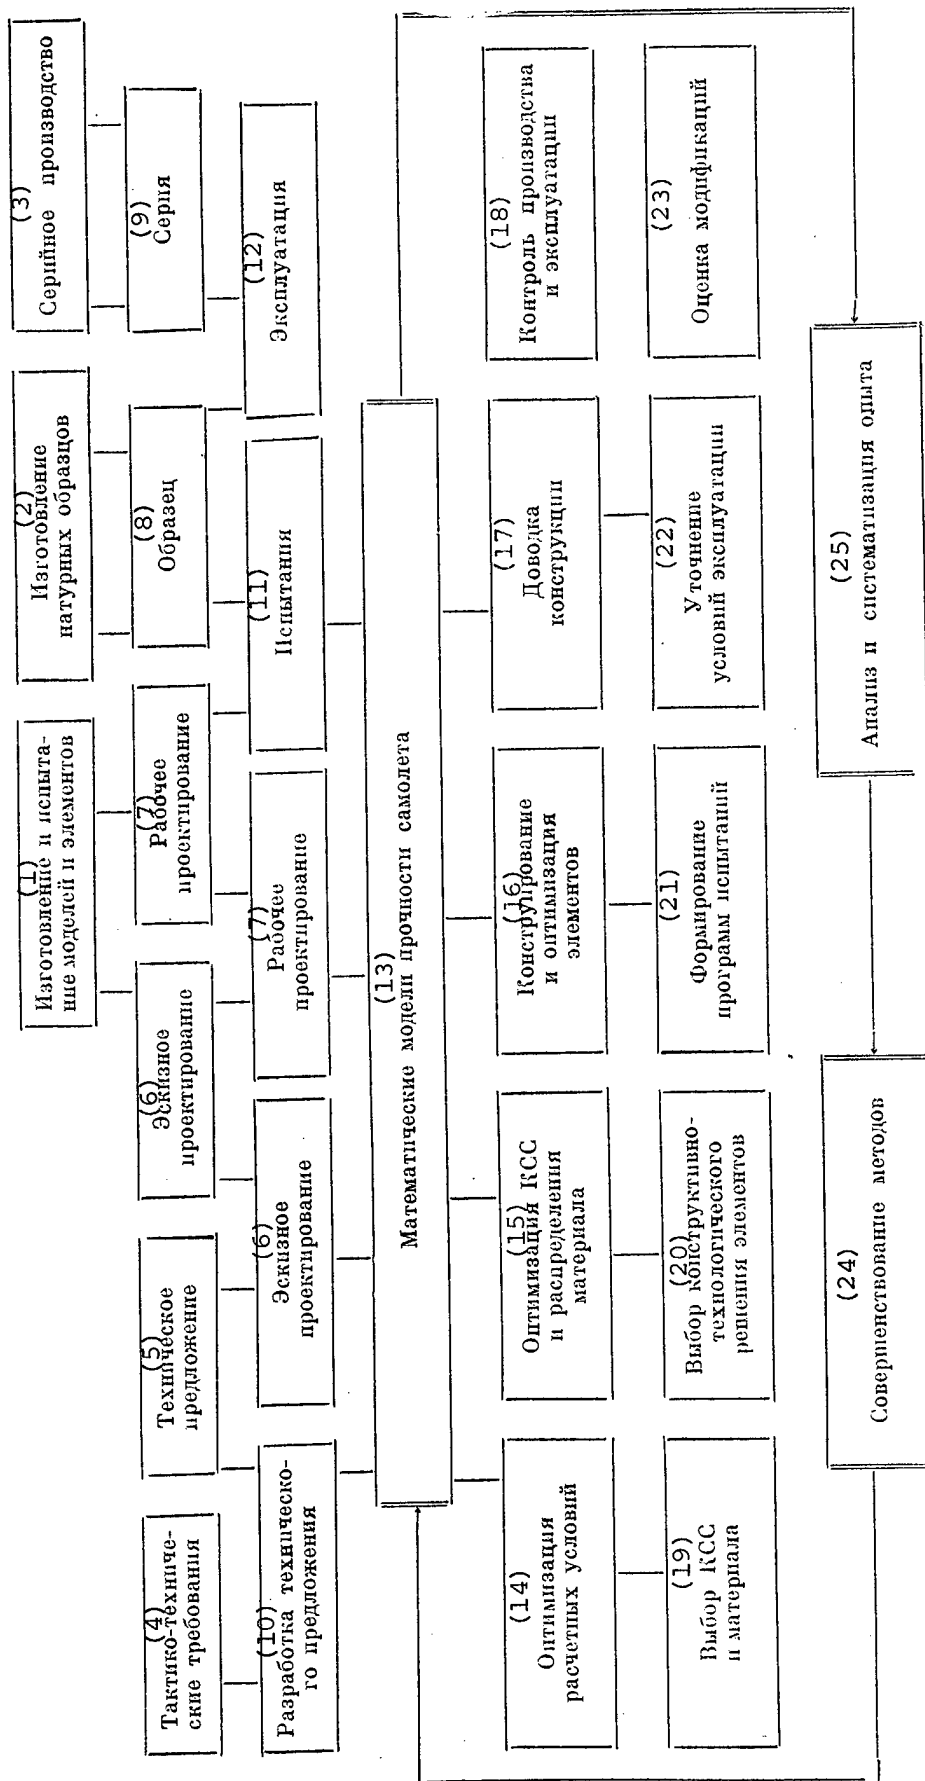 (1)
Изготовление и испыта-
ние моделей и элементов
(2)
Изготовление
натурных образцов
(3)
Серийное производство
(4)
Тактико-техниче-
ские требования
(5)
Техническое
предложение
(6)
Эскизное
проектирование
(7)
Рабочее
проектирование
(8)
Образец
(9)
Серия
(10)
Разработка техническо-
го предложения
(6)
Эскизное
проектирование
(7)
Рабочее
проектирование
(11)
Испытания
(12)
Эксплуатация
(13)
Математические модели прочности самолета
(14)
Оптимизация
расчетных условий
(15)
Оптимизация КСС
и распределения
материала
(16)
Конструирование
и оптимизация
элементов
(17)
Доводка
конструкции
(18)
Контроль производства
и эксплуатации
(19)
Выбор КСС
и материала
(20)
Выбор конструктивно-
технологического
решения элементов
(21)
Формирование
программ испытаний
(22)
Уточнение
условий эксплуатации
(23)
Оценка модификаций
(24)
Совершенствование методов
(25)
Анализ и систематизация опыта